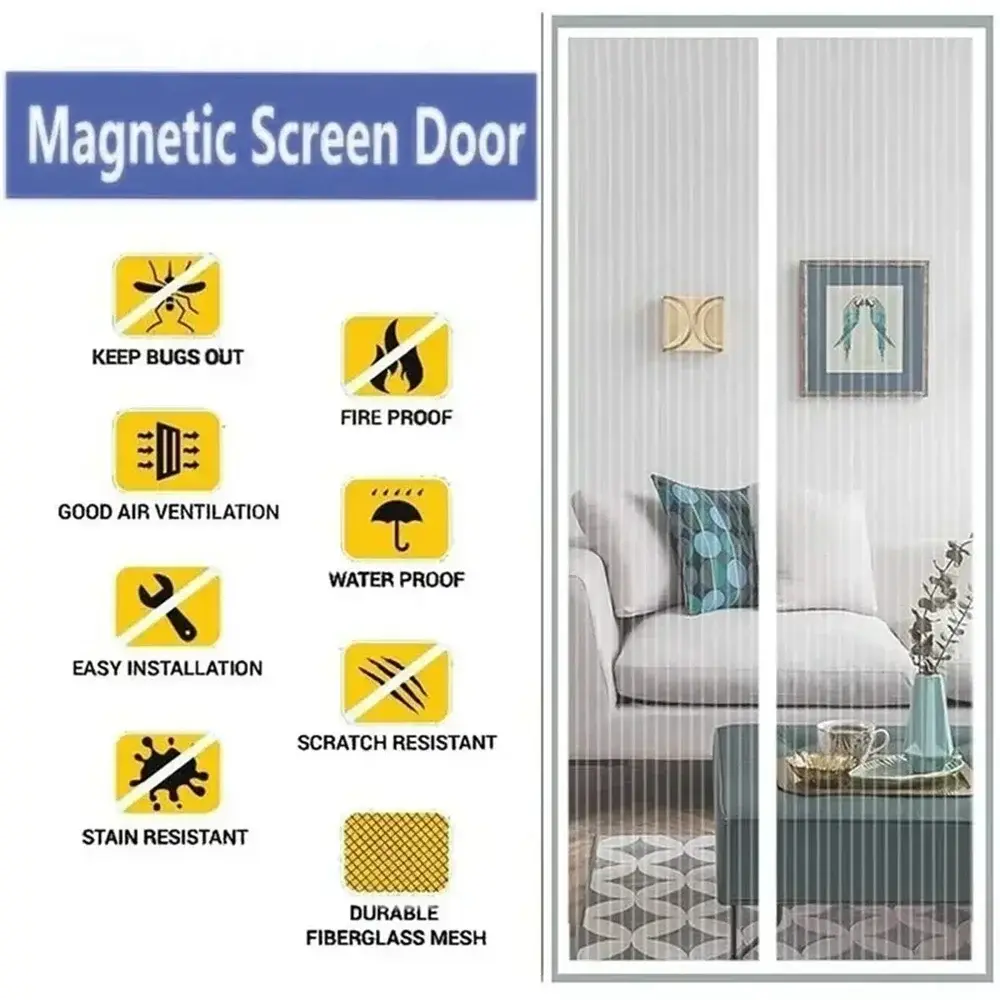 Magnetic Screen Door
KEEP BUGS OUT
FIRE PROOF
GOOD AIR VENTILATION
WATER PROOF
EASY INSTALLATION
SCRATCH RESISTANT
STAIN RESISTANT
DURABLE
FIBERGLASS MESH